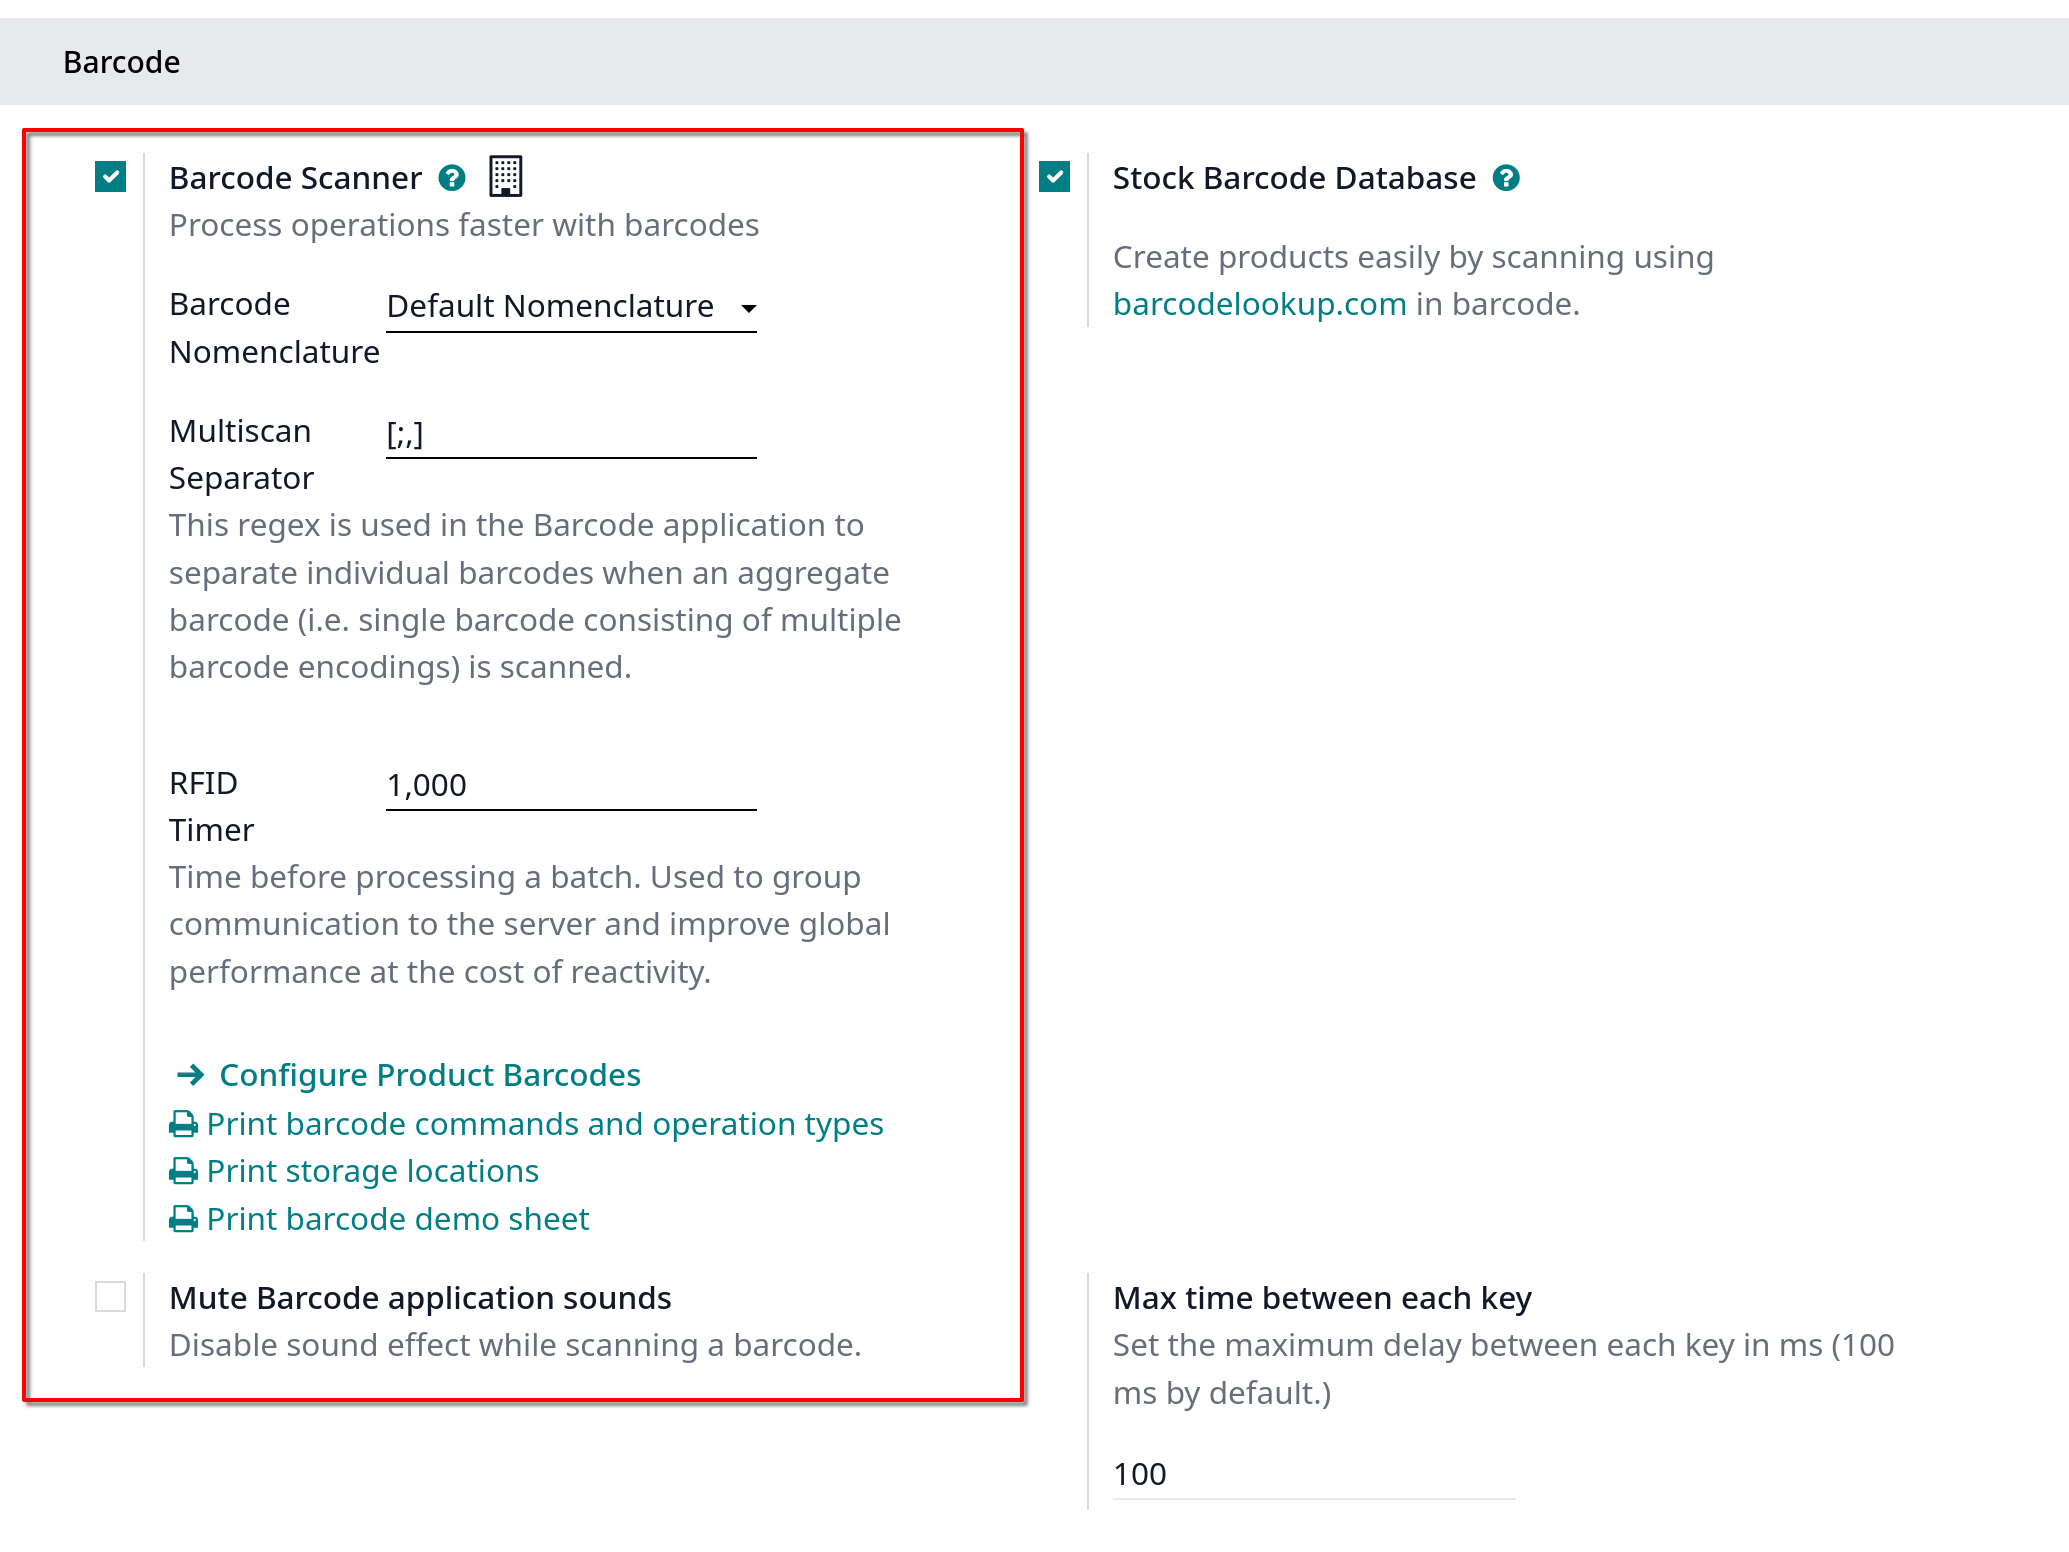 Barcode
Barcode Scanner
Process operations faster with barcodes
Barcode
Nomenclature
Default Nomenclature
Multiscan
Separator
[;,]
This regex is used in the Barcode application to
separate individual barcodes when an aggregate
barcode (i.e. single barcode consisting of multiple
barcode encodings) is scanned.
RFID
Timer
1,000
Time before processing a batch. Used to group
communication to the server and improve global
performance at the cost of reactivity.
Configure Product Barcodes
Print barcode commands and operation types
Print storage locations
Print barcode demo sheet
Stock Barcode Database
Create products easily by scanning using
barcodelookup.com in barcode.
Mute Barcode application sounds
Disable sound effect while scanning a barcode.
Max time between each key
Set the maximum delay between each key in ms (100
ms by default.)
100